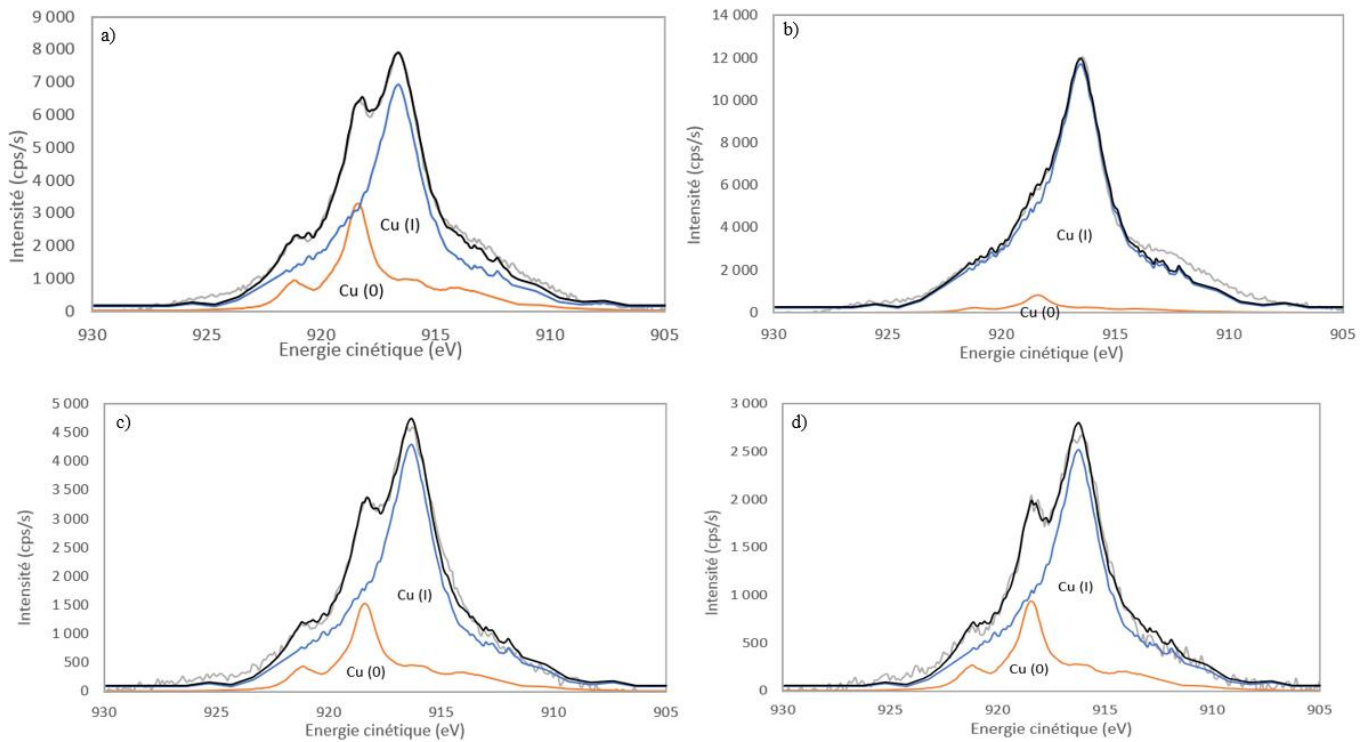 a)
Intensité (cps/s)
9 000
8 000
7 000
6 000
5 000
4 000
3 000
2 000
1 000
0
Cu (I)
Cu (0)
930 925 920 915 910 905
Energie cinétique (eV)
b)
Intensité (cps/s)
14 000
12 000
10 000
8 000
6 000
4 000
2 000
0
Cu (I)
Cu (0)
930 925 920 915 910 905
Energie cinétique (eV)
c)
Intensité (cps/s)
5 000
4 500
4 000
3 500
3 000
2 500
2 000
1 500
1 000
500
0
Cu (I)
Cu (0)
930 925 920 915 910 905
Energie cinétique (eV)
d)
Intensité (cps/s)
3 000
2 500
2 000
1 500
1 000
500
0
Cu (I)
Cu (0)
930 925 920 915 910 905
Energie cinétique (eV)